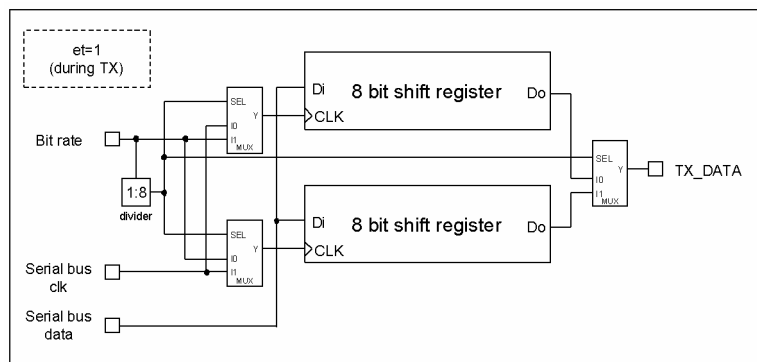 et=1
(during TX)
Di
8 bit shift register
Do
CLK
SEL
Y
I0
I1
MUX
Bit rate
1:8
divider
SEL
Y
I0
I1
MUX
TX_DATA
SEL
Y
I0
I1
MUX
Di
8 bit shift register
Do
CLK
Serial bus
clk
Serial bus
data